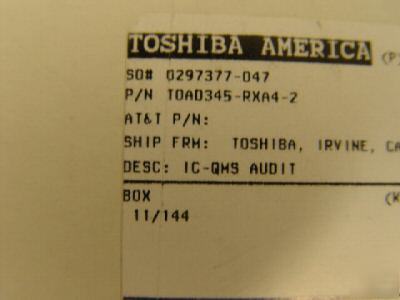 TOSHIBA AMERICA (P
SO# 0297377-047
P/N TOAD345-RXA4-2
AT&T P/N:
SHIP FRM: TOSHIBA, IRVINE, CA
DESC: IC-QMS AUDIT
BOX (K
11/144